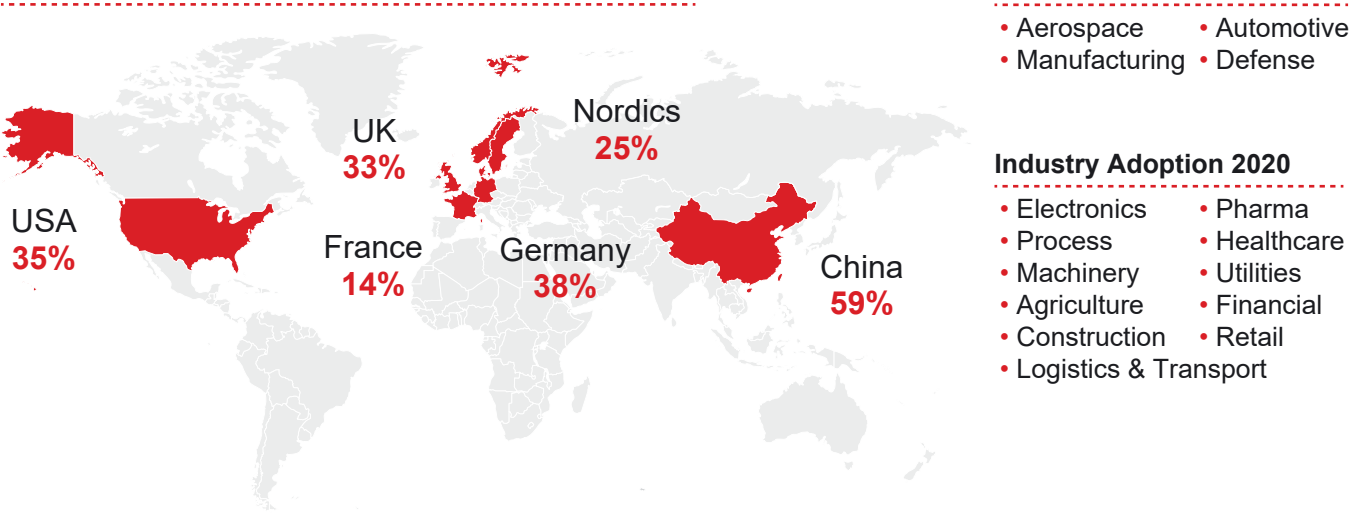 • Aerospace
• Automotive
• Manufacturing
• Defense
Nordics
25%
UK
33%
USA
35%
France
14%
Germany
38%
China
59%
Industry Adoption 2020
• Electronics
• Pharma
• Process
• Healthcare
• Machinery
• Utilities
• Agriculture
• Financial
• Construction
• Retail
• Logistics & Transport